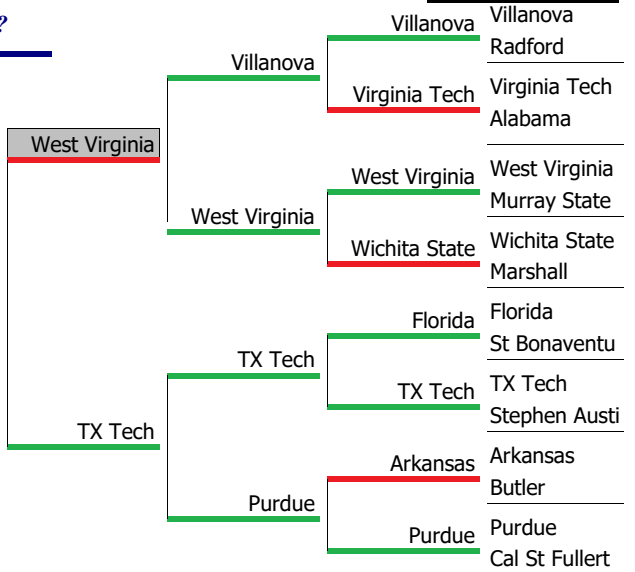 ?
Villanova
Radford
Virginia Tech
Alabama
West Virginia
Murray State
Wichita State
Marshall
Florida
St Bonaventu
TX Tech
Stephen Austi
Arkansas
Butler
Purdue
Cal St Fullert
Villanova
Virginia Tech
West Virginia
Wichita State
Florida
TX Tech
Arkansas
Purdue
Villanova
West Virginia
TX Tech
Purdue
West Virginia
TX Tech